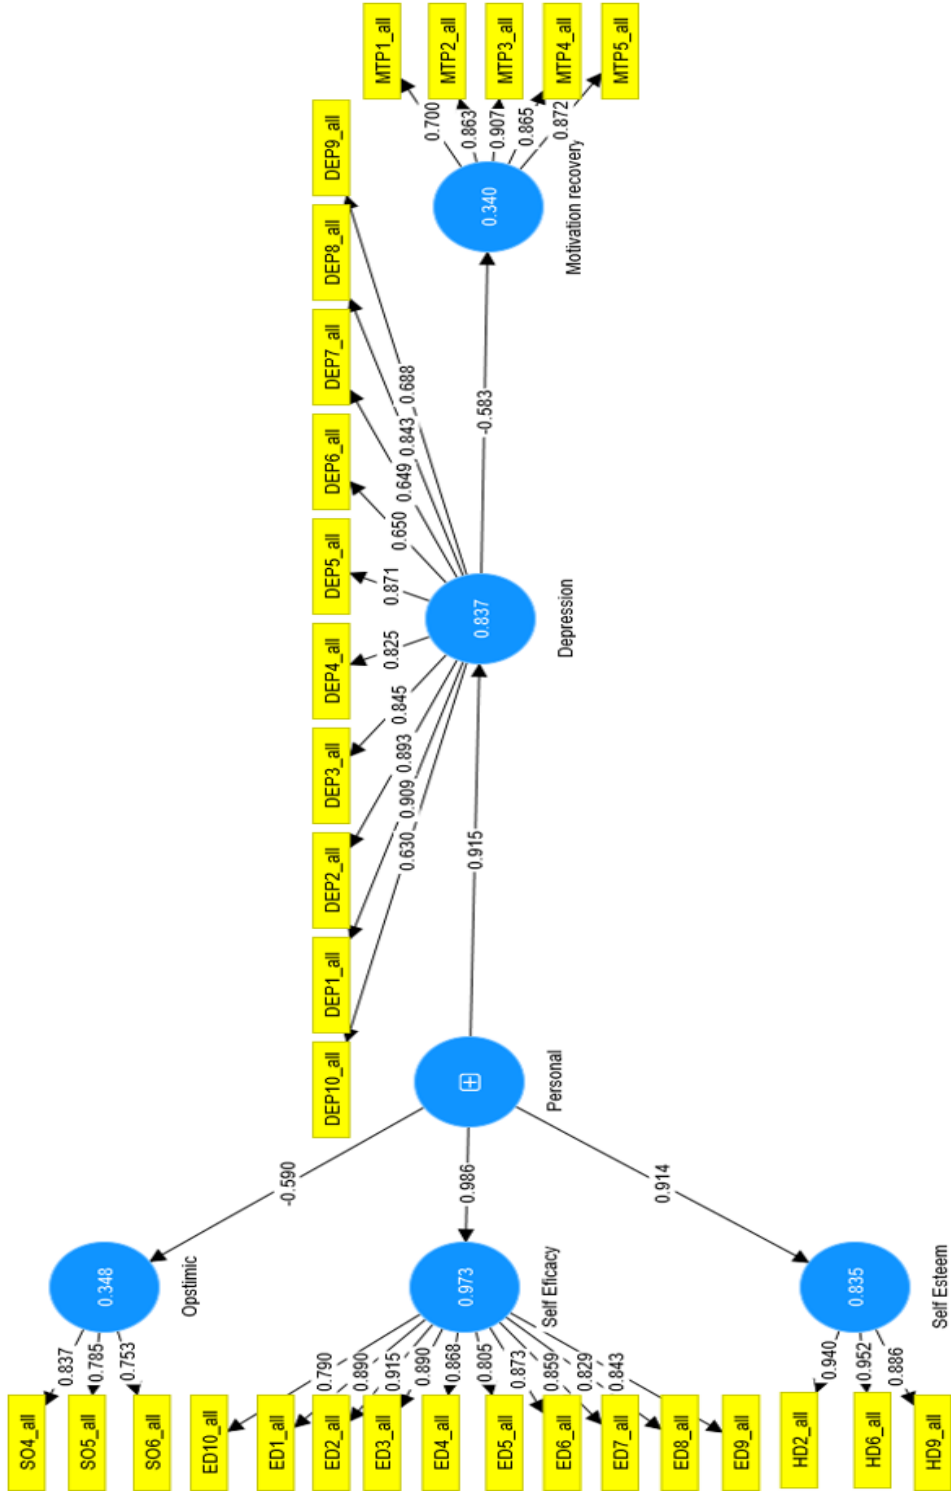 SO4_all
SO5_all
SO6_all
0.837
0.785
0.753
0.348
Opstimic
-0.590
ED10_all
ED1_all
ED2_all
ED3_all
ED4_all
ED5_all
ED6_all
ED7_all
ED8_all
ED9_all
0.790
0.890
0.915
0.890
0.868
0.805
0.873
0.859
0.829
0.843
0.973
Self Eficacy
0.986
HD2_all
HD6_all
HD9_all
0.940
0.952
0.886
0.835
Self Esteem
0.914
Personal
0.915
DEP10_all
DEP1_all
DEP2_all
DEP3_all
DEP4_all
DEP5_all
DEP6_all
DEP7_all
DEP8_all
DEP9_all
0.630
0.909
0.893
0.845
0.825
0.871
0.650
0.649
0.843
0.688
0.837
Depression
-0.583
0.340
Motivation recovery
0.700
0.863
0.907
0.865
0.872
MTP1_all
MTP2_all
MTP3_all
MTP4_all
MTP5_all